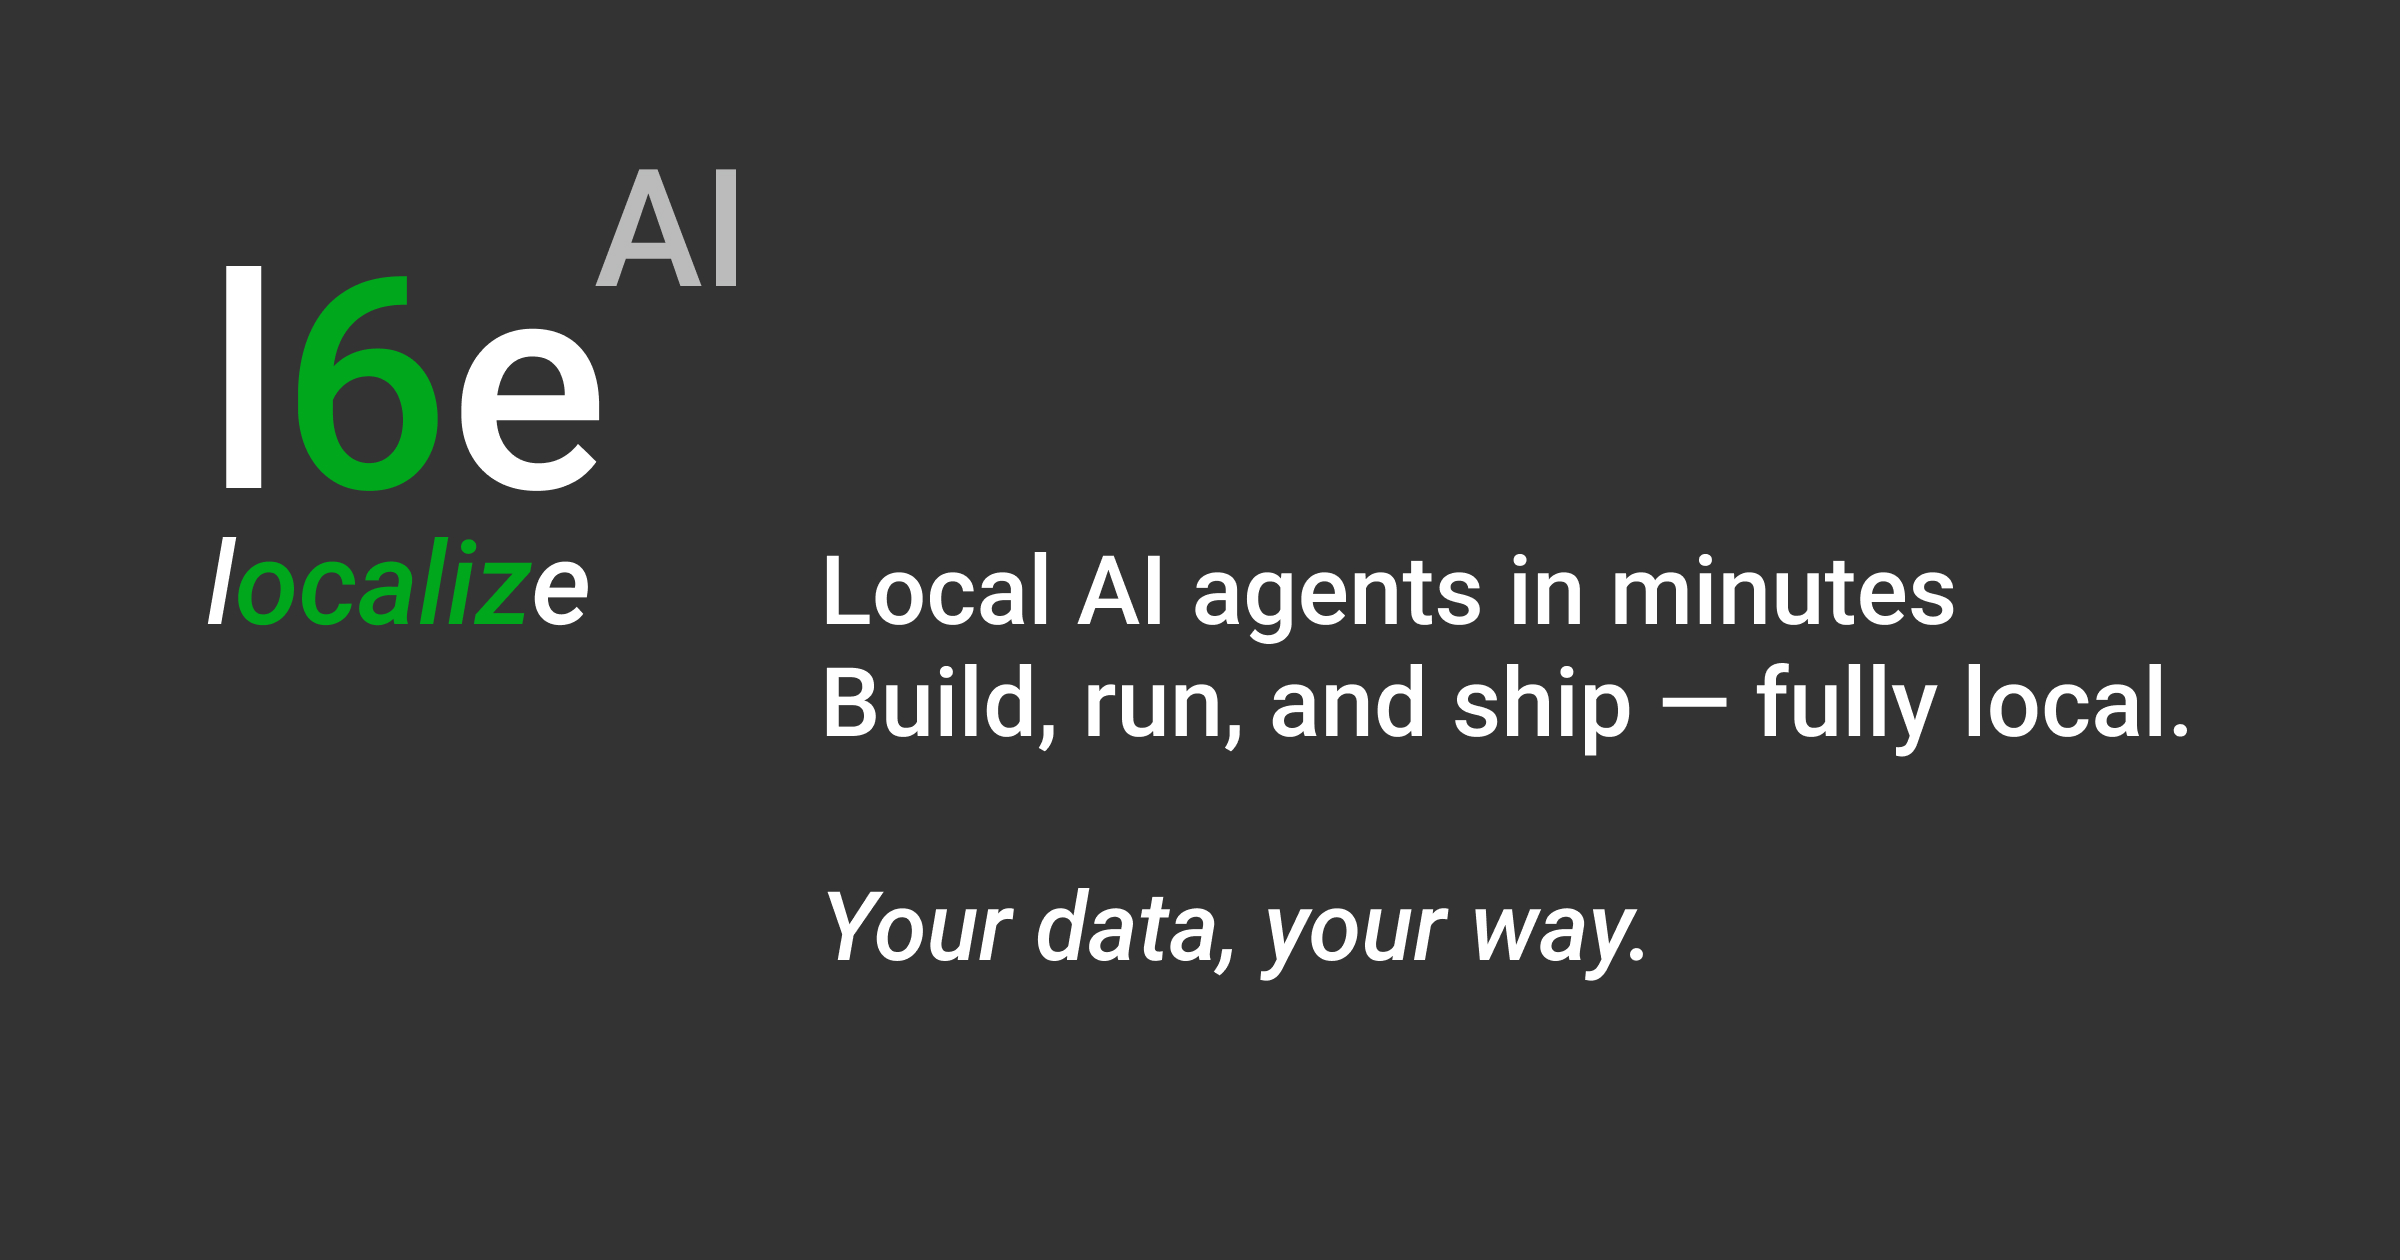 l6e AI
localize
Local AI agents in minutes
Build, run, and ship — fully local.
Your data, your way.